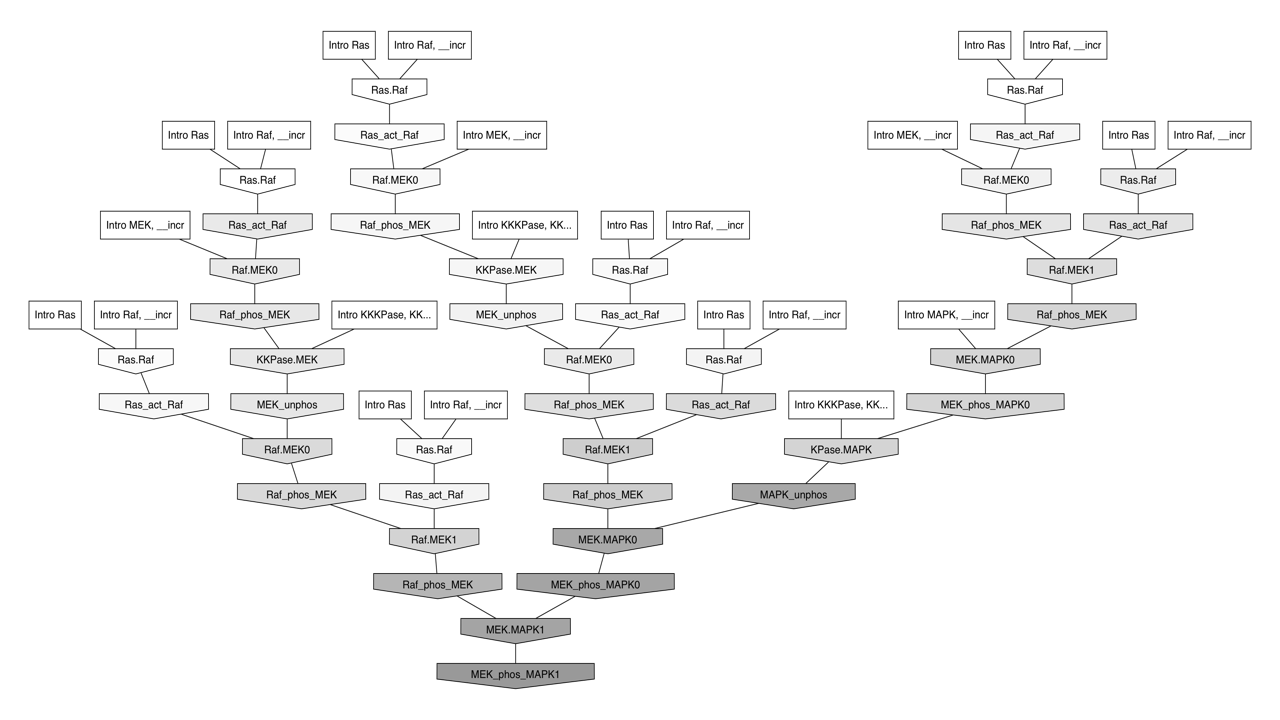 Intro Ras
Intro Raf, __incr
Intro Ras
Intro Raf, __incr
Ras.Raf
Ras.Raf
Intro Ras
Intro Raf, __incr
Ras_act_Raf
Intro MEK, __incr
Intro MEK, __incr
Ras_act_Raf
Intro Ras
Intro Raf, __incr
Ras.Raf
Raf.MEK0
Raf.MEK0
Ras.Raf
Intro MEK, __incr
Ras_act_Raf
Raf_phos_MEK
Intro KKKPase, KK...
Intro Ras
Intro Raf, __incr
Raf_phos_MEK
Ras_act_Raf
Raf.MEK0
KKPase.MEK
Ras.Raf
Raf.MEK1
Intro Ras
Intro Raf, __incr
Raf_phos_MEK
Intro KKKPase, KK...
MEK_unphos
Ras_act_Raf
Intro Ras
Intro Raf, __incr
Intro MAPK, __incr
Raf_phos_MEK
Ras.Raf
KKPase.MEK
Raf.MEK0
Ras.Raf
MEK.MAPK0
Ras_act_Raf
MEK_unphos
Intro Ras
Intro Raf, __incr
Raf_phos_MEK
Ras_act_Raf
Intro KKKPase, KK...
MEK_phos_MAPK0
Raf.MEK0
Ras.Raf
Raf.MEK1
KPase.MAPK
Raf_phos_MEK
Ras_act_Raf
Raf_phos_MEK
MAPK_unphos
Raf.MEK1
MEK.MAPK0
Raf_phos_MEK
MEK_phos_MAPK0
MEK.MAPK1
MEK_phos_MAPK1